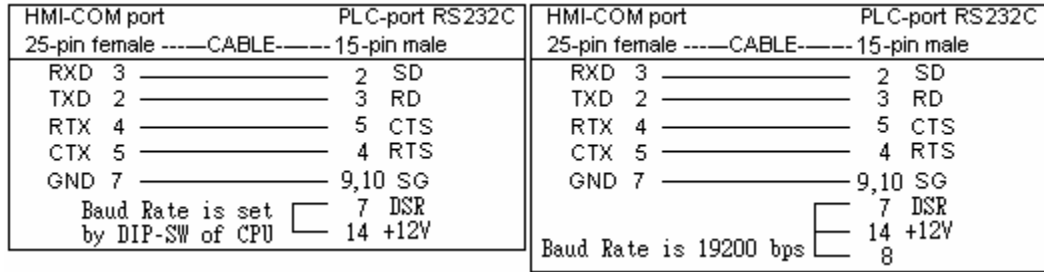 HMI-COM port PLC-port RS232C
25-pin female ------CABLE------- 15-pin male
RXD 3 2 SD
TXD 2 3 RD
RTX 4 5 CTS
CTX 5 4 RTS
GND 7 9,10 SG
Baud Rate is set 7 DSR
by DIP-SW of CPU 14 +12V
HMI-COM port PLC-port RS232C
25-pin female ------CABLE------- 15-pin male
RXD 3 2 SD
TXD 2 3 RD
RTX 4 5 CTS
CTX 5 4 RTS
GND 7 9,10 SG
7 DSR
14 +12V
Baud Rate is 19200 bps 8